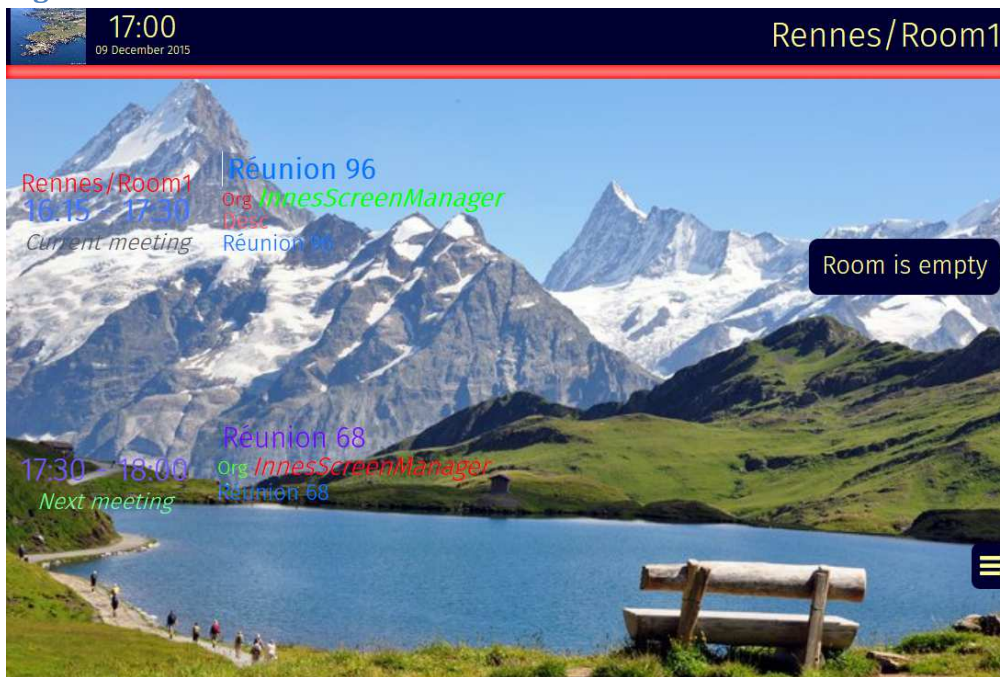 17:00
09 December 2015
Rennes/Room1
Rennes/Room1
16:15 - 17:30
Current meeting
Réunion 96
Org InnesScreenManager
Desc
Réunion 96
Room is empty
17:30 - 18:00
Next meeting
Réunion 68
Org InnesScreenManager
Réunion 68